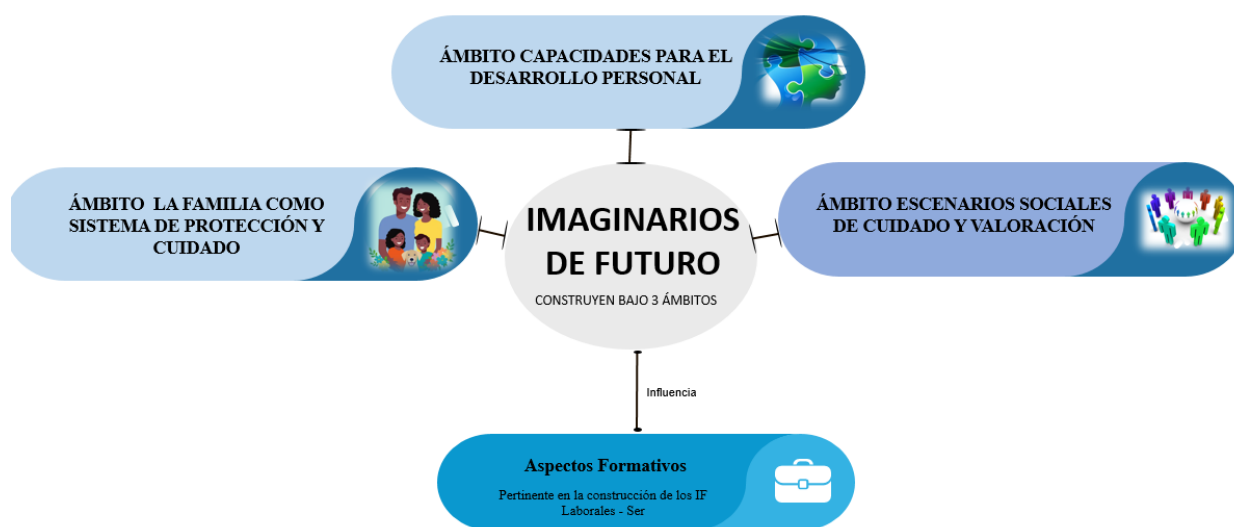 ÁMBITO CAPACIDADES PARA EL
DESARROLLO PERSONAL
ÁMBITO LA FAMILIA COMO
SISTEMA DE PROTECCIÓN Y
CUIDADO
IMAGINARIOS
DE FUTURO
CONSTRUYEN BAJO 3 ÁMBITOS
ÁMBITO ESCENARIOS SOCIALES
DE CUIDADO Y VALORACIÓN
Influencia
Aspectos Formativos
Pertinente en la construcción de los IF
Laborales - Ser